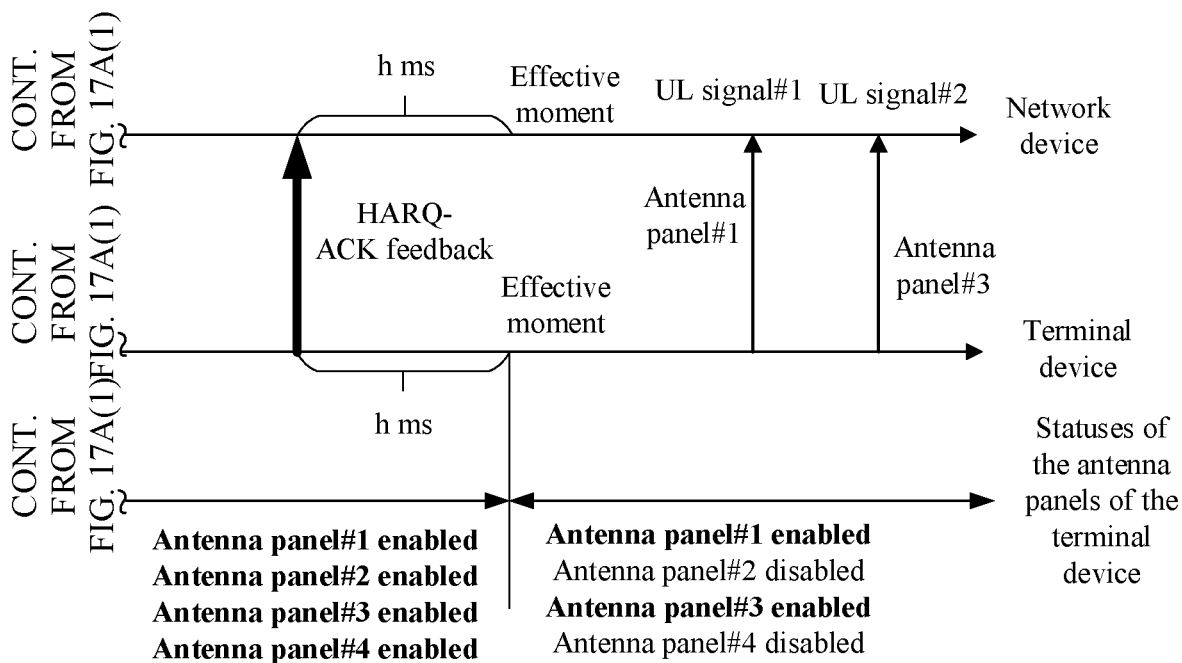 CONT.
FROM
FIG. 17A(1)
h ms
Effective
moment
UL signal#1
UL signal#2
Network
device
HARQ-
ACK feedback
Antenna
panel#1
Antenna
panel#3
CONT.
FROM
FIG. 17A(1)
Effective
moment
Terminal
device
h ms
CONT.
FROM
FIG. 17A(1)
Statuses of
the antenna
panels of the
terminal
device
Antenna panel#1 enabled
Antenna panel#2 enabled
Antenna panel#3 enabled
Antenna panel#4 enabled
Antenna panel#1 enabled
Antenna panel#2 disabled
Antenna panel#3 enabled
Antenna panel#4 disabled